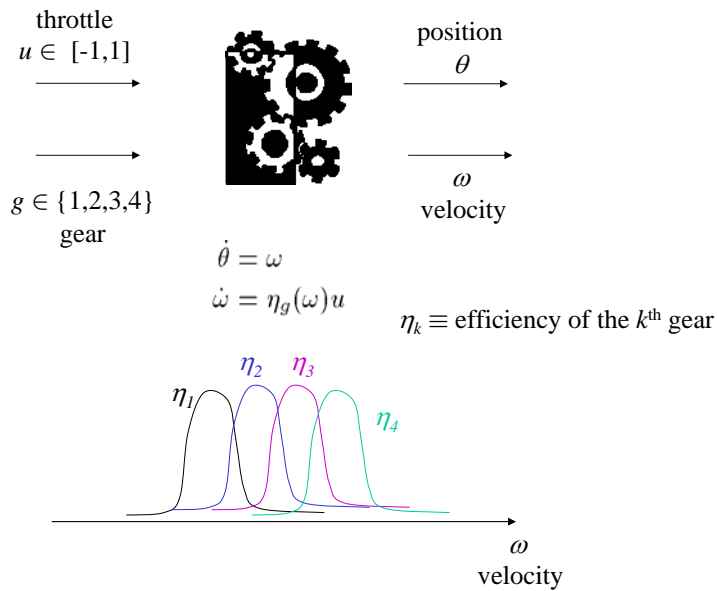 throttle
u ∈ [-1,1]
position
θ
g ∈ {1,2,3,4}
gear
ω
velocity
θ̇ = ω
ω̇ = η_g(ω)u
η_k ≡ efficiency of the k^th gear
η_1
η_2
η_3
η_4
ω
velocity